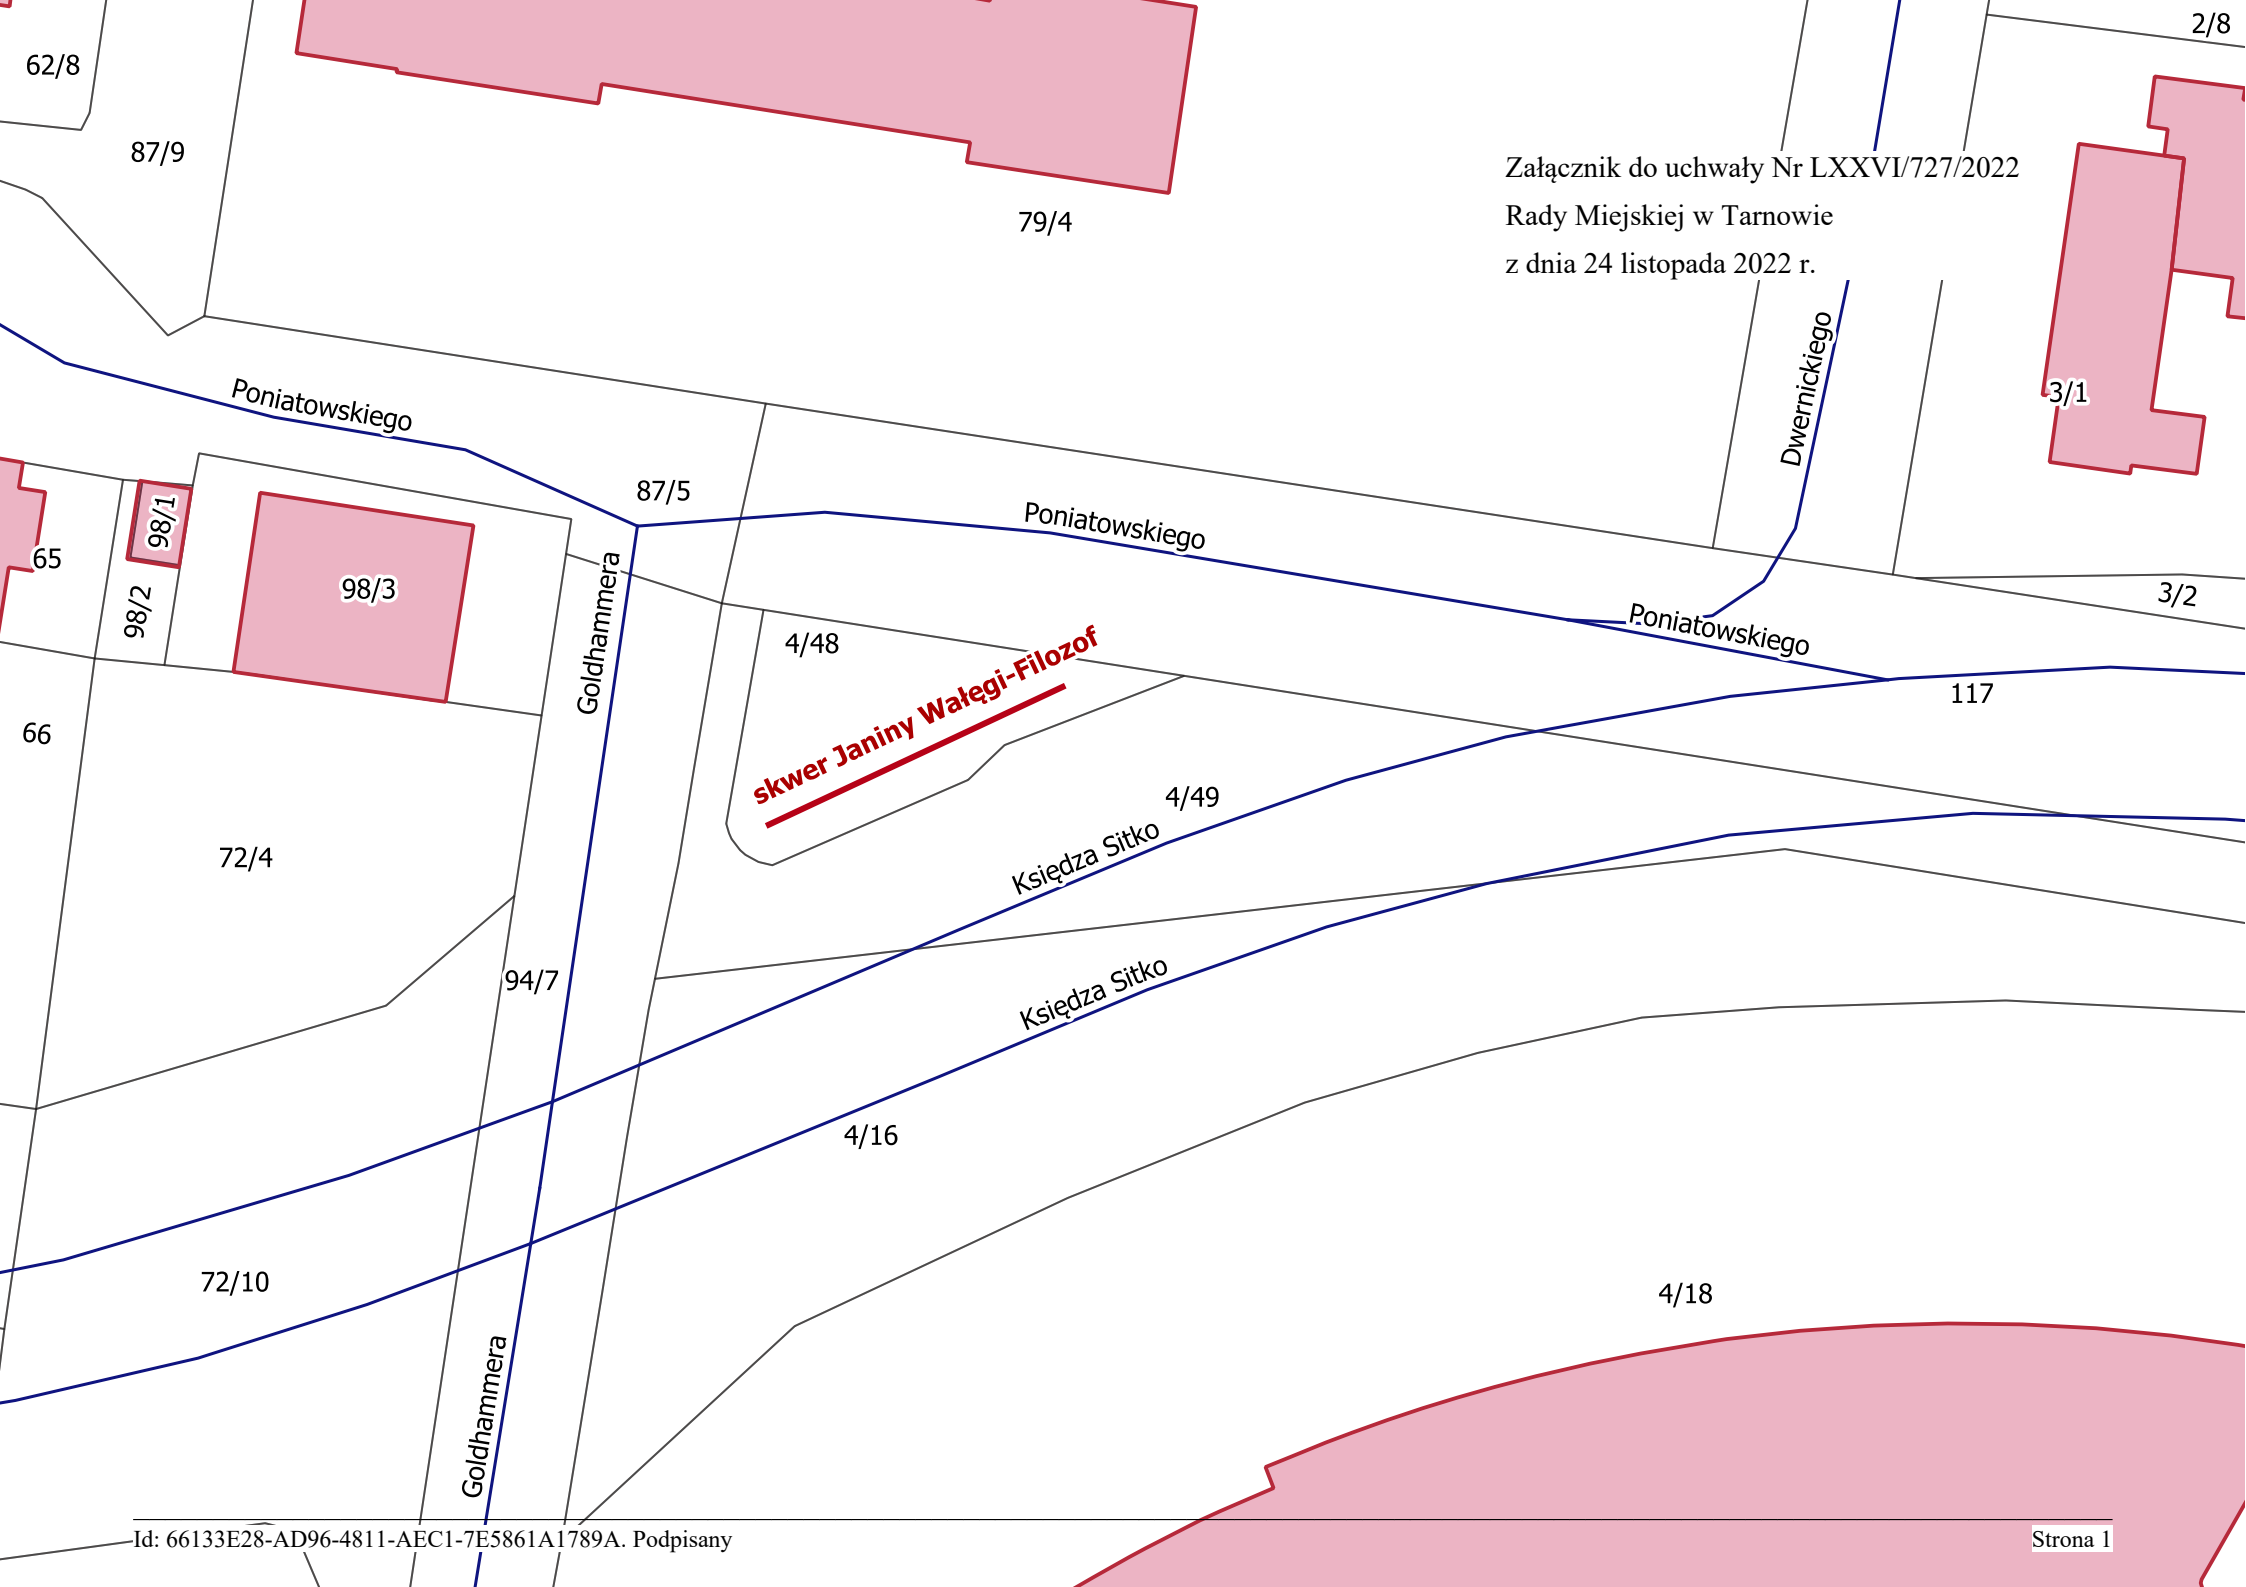 2/8
62/8
87/9
Załącznik do uchwały Nr LXXVI/727/2022
Rady Miejskiej w Tarnowie
z dnia 24 listopada 2022 r.
79/4
Dwernickiego
3/1
Poniatowskiego
87/5
Poniatowskiego
98/1
65
98/3
98/2
Goldhammera
3/2
Poniatowskiego
4/48
skwer Janiny Wałęgi-Filozof
117
66
4/49
Księdza Sitko
72/4
94/7
Księdza Sitko
4/16
72/10
4/18
Goldhammera
Id: 66133E28-AD96-4811-AEC1-7E5861A1789A. Podpisany
Strona 1